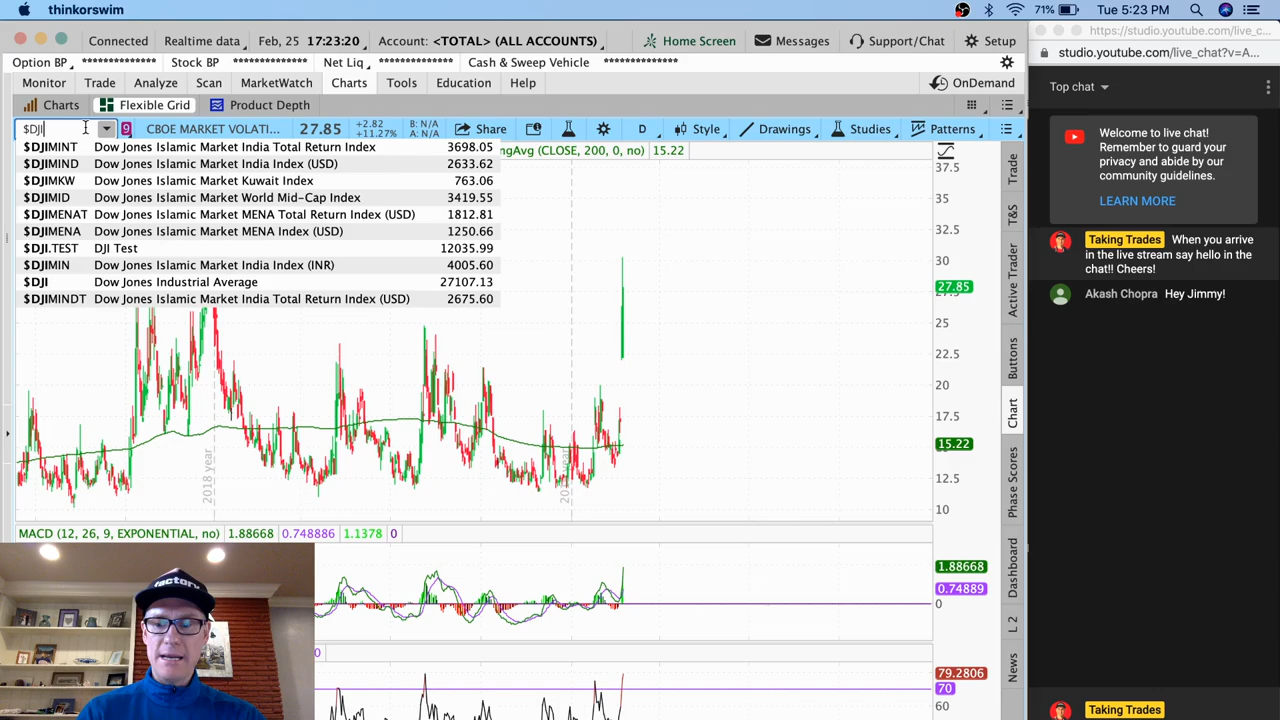 thinkorswim
71%
Tue 5:23 PM
Connected
Realtime data
Feb, 25
17:23:20
Account: <TOTAL> (ALL ACCOUNTS)
Home Screen
Messages
Support/Chat
Setup
Option BP
**************
Stock BP
**************
Net Liq
**************
Cash & Sweep Vehicle
**************
Monitor
Trade
Analyze
Scan
MarketWatch
Charts
Tools
Education
Help
OnDemand
Charts
Flexible Grid
Product Depth
$DJI
9
CBOE MARKET VOLATI...
27.85
+2.82
+11.27%
B: N/A
A: N/A
Share
D
Style
Drawings
Studies
Patterns
$DJIMINT Dow Jones Islamic Market India Total Return Index 3698.05
$DJIMIND Dow Jones Islamic Market India Index (USD) 2633.62
$DJIMKW Dow Jones Islamic Market Kuwait Index 763.06
$DJIMID Dow Jones Islamic Market World Mid-Cap Index 3419.55
$DJIMENAT Dow Jones Islamic Market MENA Total Return Index (USD) 1812.81
$DJIMENA Dow Jones Islamic Market MENA Index (USD) 1250.66
$DJI.TEST DJI Test 12035.99
$DJIMIN Dow Jones Islamic Market India Index (INR) 4005.60
$DJI Dow Jones Industrial Average 27107.13
$DJIMINDT Dow Jones Islamic Market India Total Return Index (USD) 2675.60
ngAvg (CLOSE, 200, 0, no)
15.22
37.5
35
32.5
30
27.85
25
22.5
20
17.5
15.22
12.5
10
2018 year
MACD (12, 26, 9, EXPONENTIAL, no)
1.88668
0.748886
1.1378
0
1.88668
0.74889
0
0
79.2806
70
60
factory.
Trade
T&S
Active Trader
Buttons
Chart
Phase Scores
Dashboard
L 2
News
https://studio.youtube.com/live_c...
studio.youtube.com/live_chat?v=A...
Top chat
Welcome to live chat!
Remember to guard your
privacy and abide by our
community guidelines.
LEARN MORE
Taking Trades When you arrive
in the live stream say hello in the
chat!! Cheers!
Akash Chopra Hey Jimmy!
Taking Trades